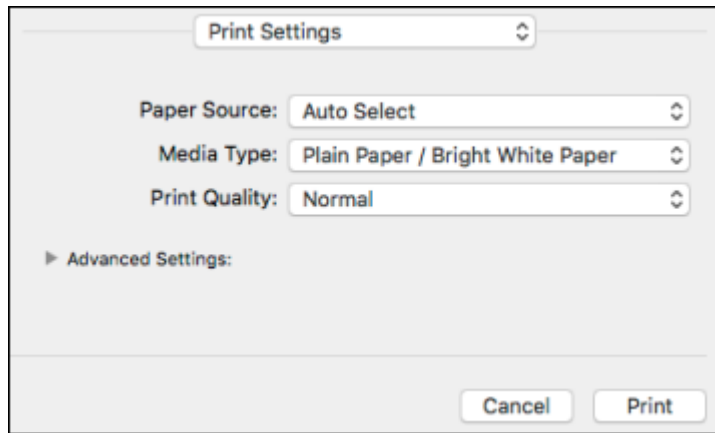 Print Settings
Paper Source: Auto Select
Media Type: Plain Paper / Bright White Paper
Print Quality: Normal
Advanced Settings:
Cancel Print